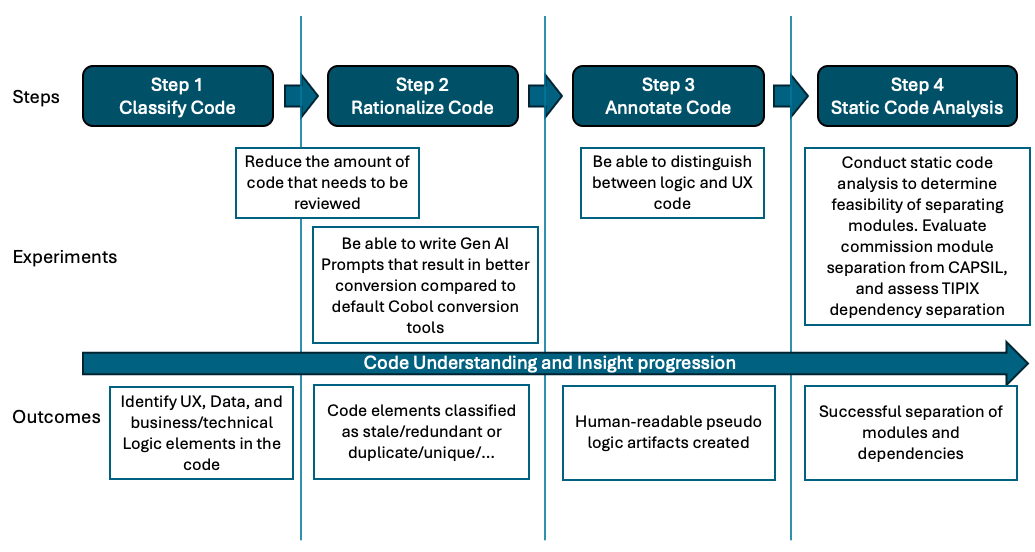 Steps
Step 1
Classify Code
Step 2
Rationalize Code
Step 3
Annotate Code
Step 4
Static Code Analysis
Experiments
Reduce the amount of
code that needs to be
reviewed
Be able to write Gen AI
Prompts that result in better
conversion compared to
default Cobol conversion
tools
Be able to distinguish
between logic and UX
code
Conduct static code
analysis to determine
feasibility of separating
modules. Evaluate
commission module
separation from CAPSIL,
and assess TIPIX
dependency separation
Code Understanding and Insight progression
Outcomes
Identify UX, Data, and
business/technical
Logic elements in the
code
Code elements classified
as stale/redundant or
duplicate/unique/...
Human-readable pseudo
logic artifacts created
Successful separation of
modules and
dependencies